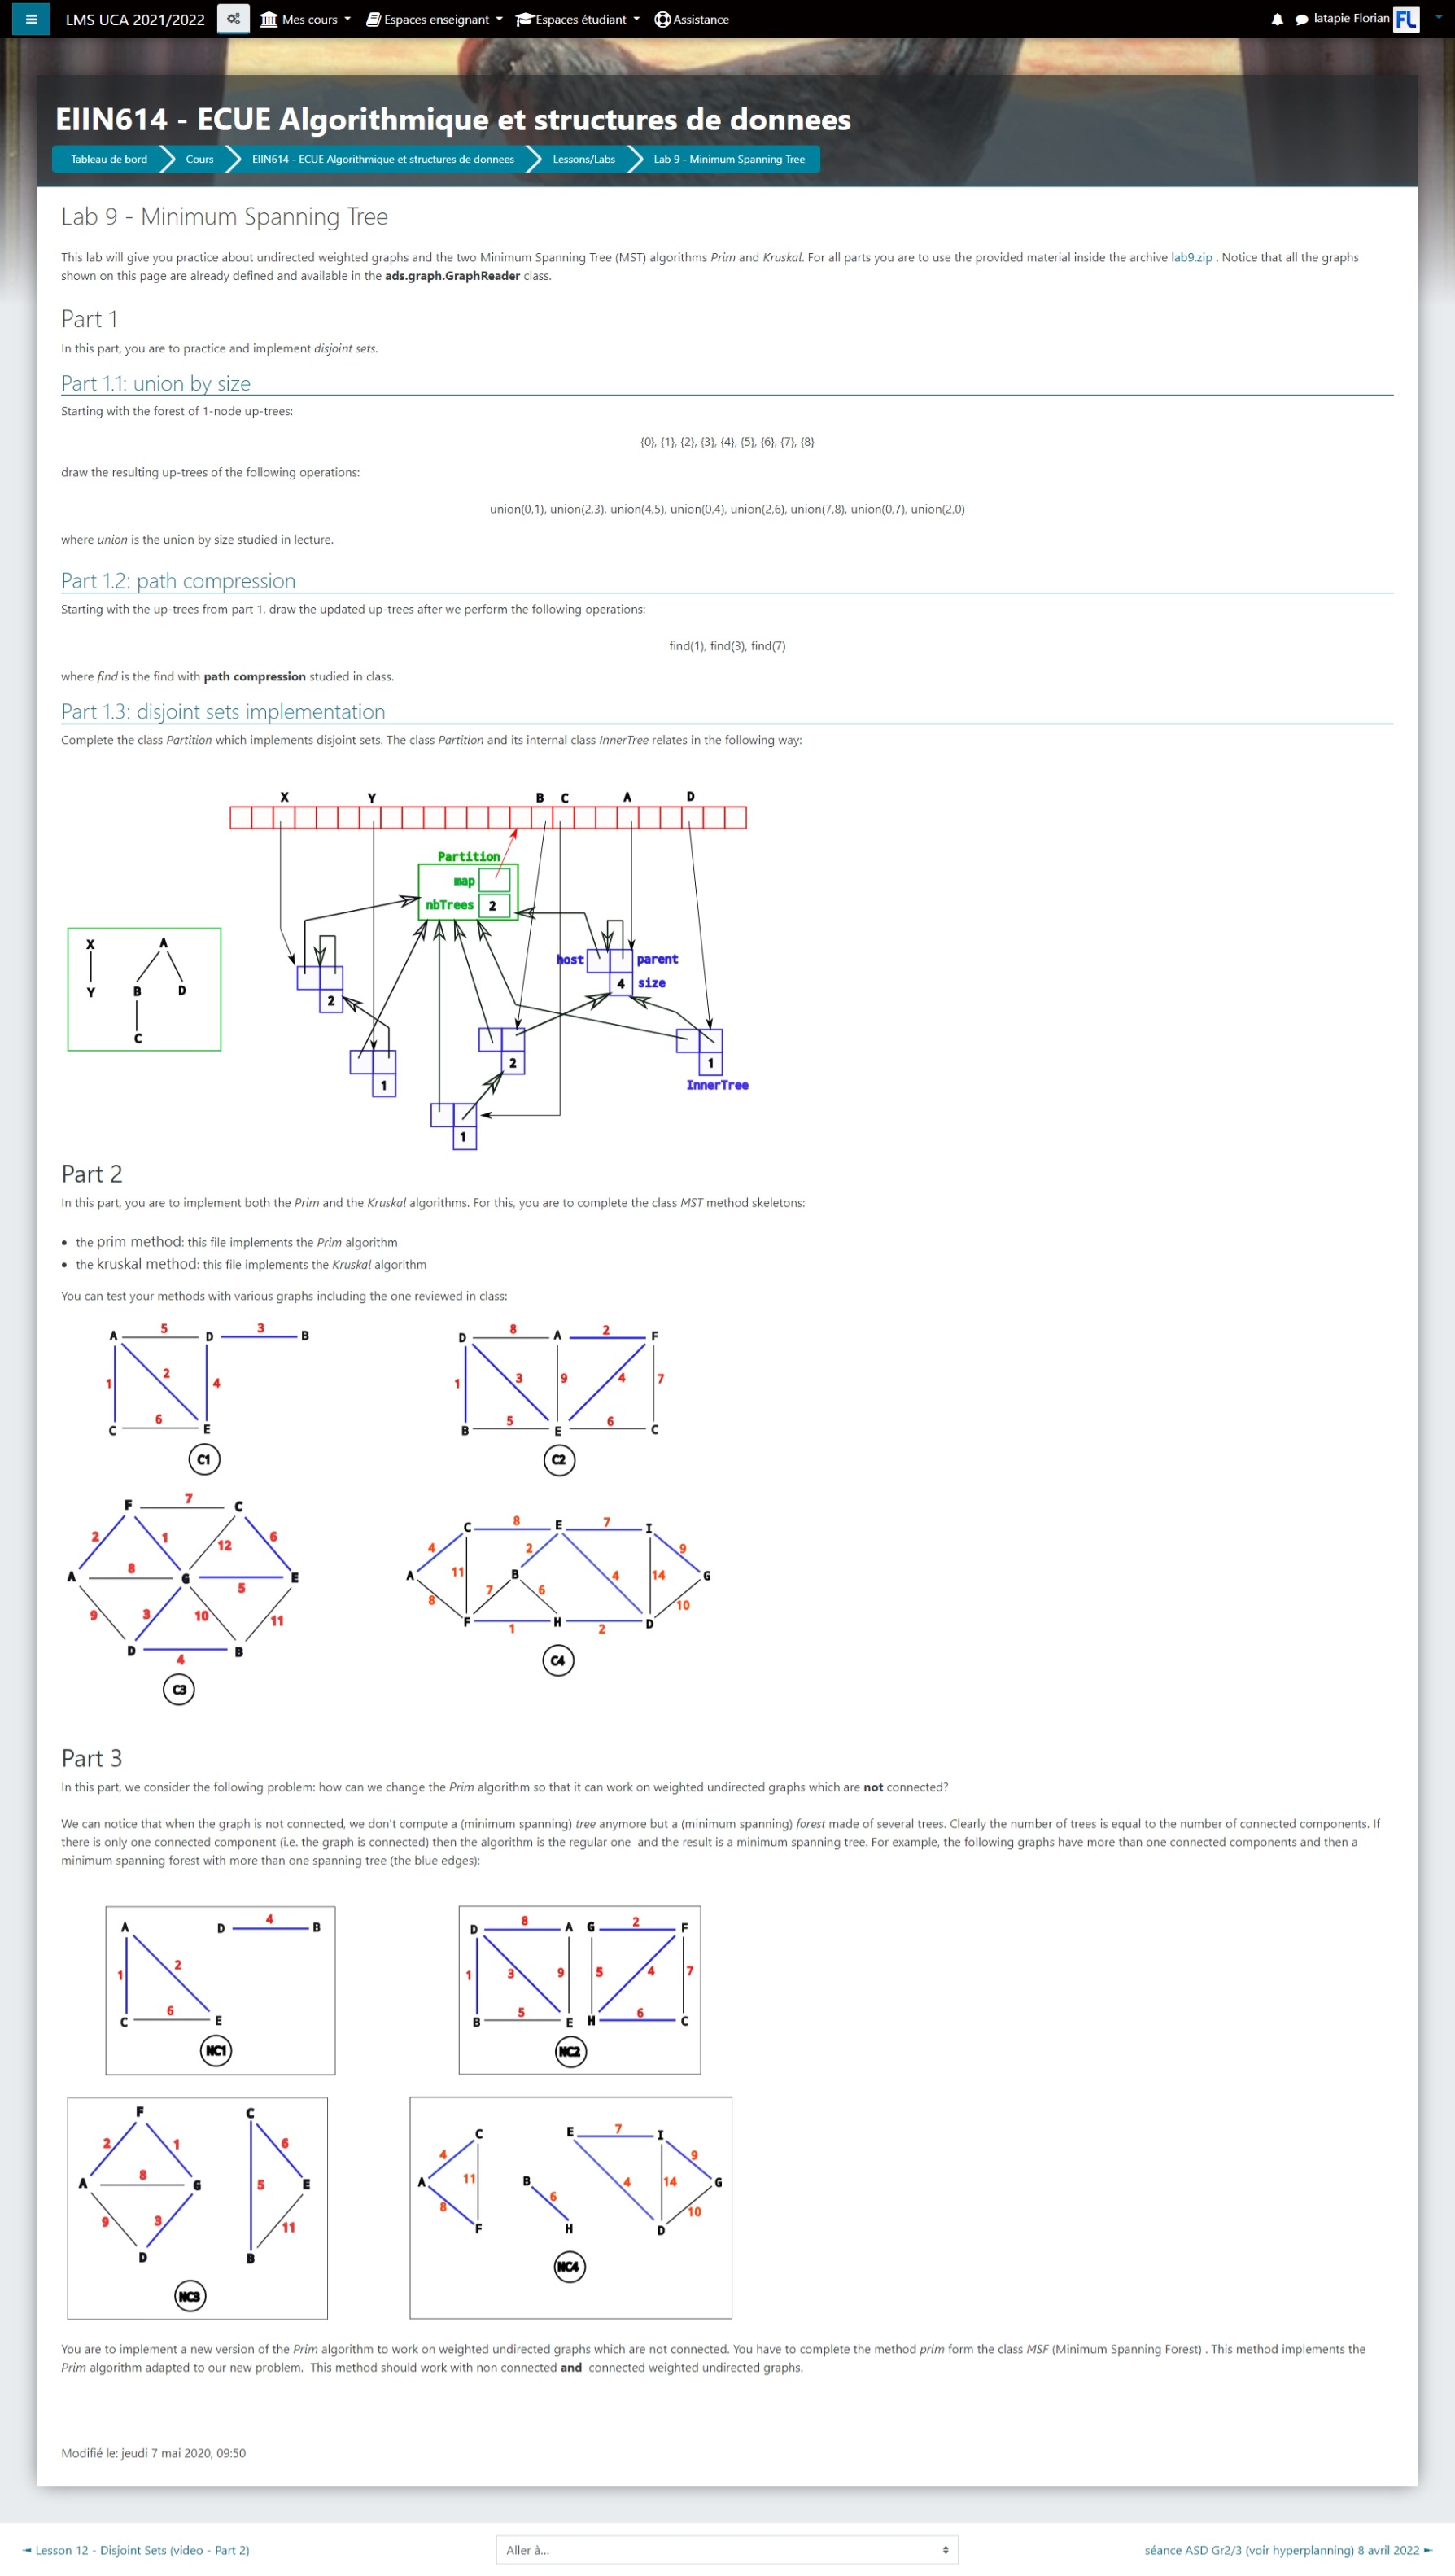 LMS UCA 2021/2022 Mes cours Espaces enseignant Espaces étudiant Assistance latapie Florian FL
EIIN614 - ECUE Algorithmique et structures de donnees
Tableau de bord Cours EIIN614 - ECUE Algorithmique et structures de donnees Lessons/Labs Lab 9 - Minimum Spanning Tree
Lab 9 - Minimum Spanning Tree
This lab will give you practice about undirected weighted graphs and the two Minimum Spanning Tree (MST) algorithms Prim and Kruskal. For all parts you are to use the provided material inside the archive lab9.zip . Notice that all the graphs
shown on this page are already defined and available in the ads.graph.GraphReader class.
Part 1
In this part, you are to practice and implement disjoint sets.
Part 1.1: union by size
Starting with the forest of 1-node up-trees:
{0}, {1}, {2}, {3}, {4}, {5}, {6}, {7}, {8}
draw the resulting up-trees of the following operations:
union(0,1), union(2,3), union(4,5), union(0,4), union(2,6), union(7,8), union(0,7), union(2,0)
where union is the union by size studied in lecture.
Part 1.2: path compression
Starting with the up-trees from part 1, draw the updated up-trees after we perform the following operations:
find(1), find(3), find(7)
where find is the find with path compression studied in class.
Part 1.3: disjoint sets implementation
Complete the class Partition which implements disjoint sets. The class Partition and its internal class InnerTree relates in the following way:
X Y B C A D
Partition
map
nbTrees 2
X A
host parent
4 size
Y B D
2
C
2 1
1 InnerTree
1
Part 2
In this part, you are to implement both the Prim and the Kruskal algorithms. For this, you are to complete the class MST method skeletons:
• the prim method: this file implements the Prim algorithm
• the kruskal method: this file implements the Kruskal algorithm
You can test your methods with various graphs including the one reviewed in class:
A 5 D 3 B D 8 A 2 F
1 2 4 1 3 9 4 7
C 6 E B 5 E 6 C
C1 C2
F 7 C C 8 E 7 I
2 1 12 6 4 11 2 9
A 8 G 5 E A B 4 14 G
9 3 10 11 8 7 6 10
D 4 B F 1 H 2 D
C3 C4
Part 3
In this part, we consider the following problem: how can we change the Prim algorithm so that it can work on weighted undirected graphs which are not connected?
We can notice that when the graph is not connected, we don't compute a (minimum spanning) tree anymore but a (minimum spanning) forest made of several trees. Clearly the number of trees is equal to the number of connected components. If
there is only one connected component (i.e. the graph is connected) then the algorithm is the regular one and the result is a minimum spanning tree. For example, the following graphs have more than one connected components and then a
minimum spanning forest with more than one spanning tree (the blue edges):
A D 4 B D 8 A G 2 F
1 2 1 3 9 5 4 7
C 6 E B 5 E H 6 C
NC1 NC2
F C C E 7 I
2 1 6 4 11 9
A 8 G 5 E A B 6 4 14 G
9 3 11 8 10
D B F H D
NC3 NC4
You are to implement a new version of the Prim algorithm to work on weighted undirected graphs which are not connected. You have to complete the method prim form the class MSF (Minimum Spanning Forest) . This method implements the
Prim algorithm adapted to our new problem. This method should work with non connected and connected weighted undirected graphs.
Modifié le: jeudi 7 mai 2020, 09:50
◄ Lesson 12 - Disjoint Sets (video - Part 2) Aller à... séance ASD Gr2/3 (voir hyperplanning) 8 avril 2022 ►